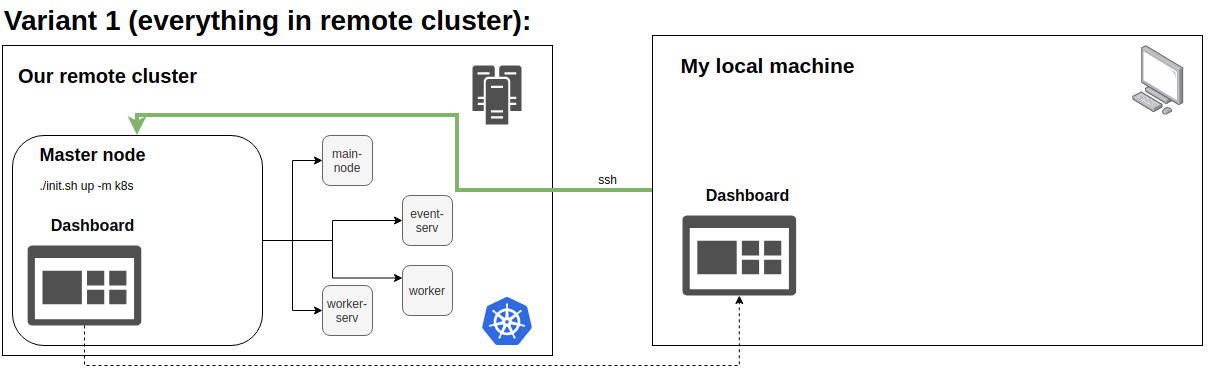 Variant 1 (everything in remote cluster):
Our remote cluster
Master node
./init.sh up -m k8s
Dashboard
main-
node
event-
serv
worker
worker-
serv
ssh
My local machine
Dashboard